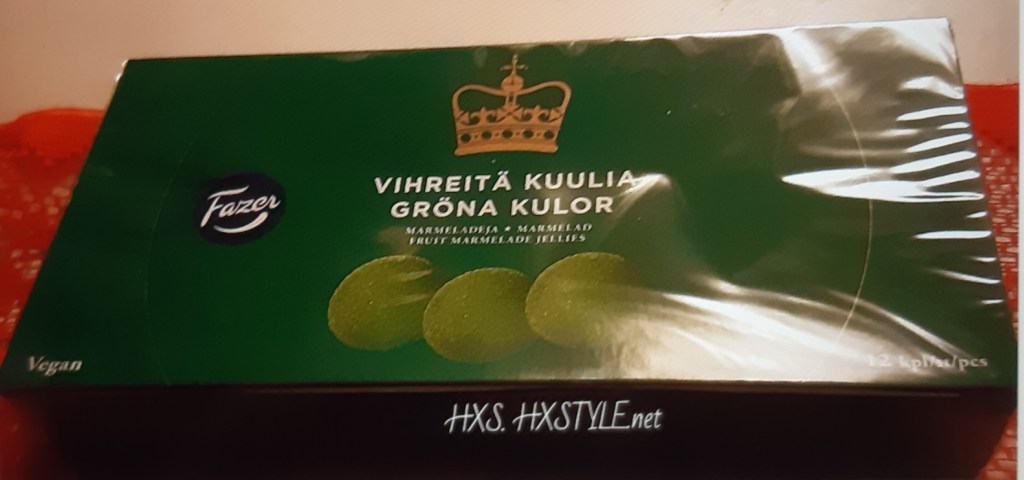 Fazer
VIHREITÄ KUULIA
GRÖNA KULOR
MARMELADEJA • MARMELAD
FRUIT MARMELADE JELLIES
Vegan
12 kpl/st/pcs
HXS. HXSTYLE.net